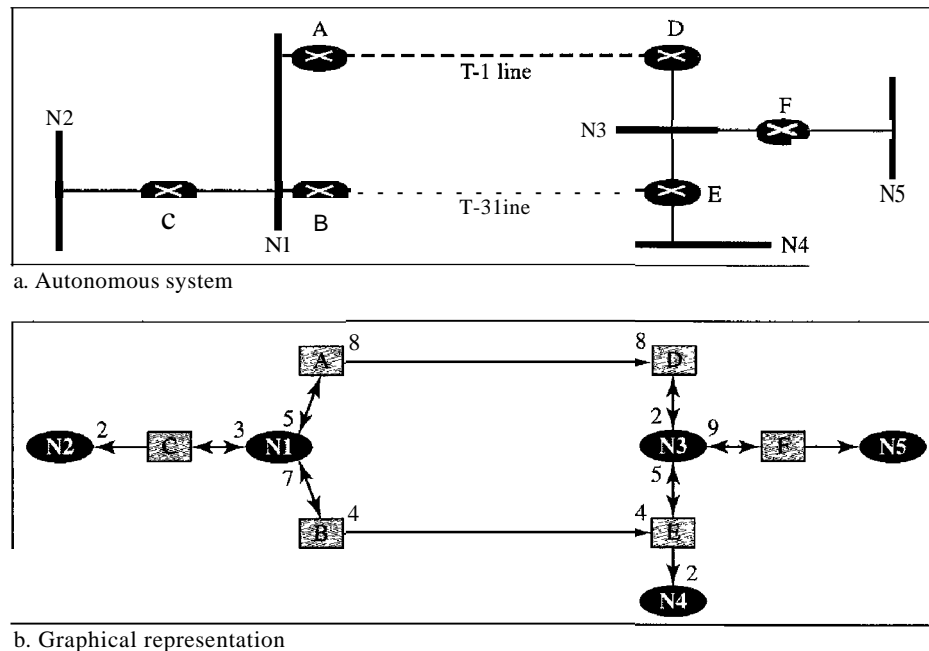 A
D
T-1 line
N2
F
N3
E
N5
C
N1
B
T-31ine
N4
a. Autonomous system
A
8
8
D
5
2
N2
2
C
3
N1
N3
9
F
N5
7
5
B
4
4
E
2
N4
b. Graphical representation